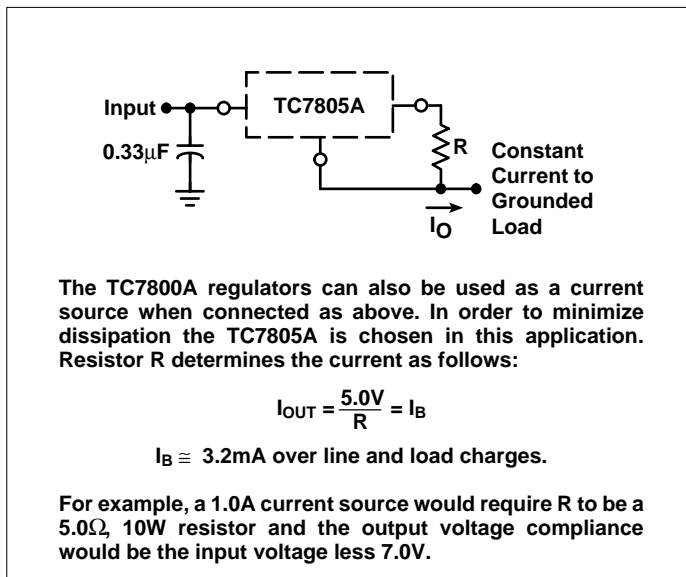 Input
TC7805A
0.33µF
R
Constant
Current to
Grounded
Load
IO
The TC7800A regulators can also be used as a current
source when connected as above. In order to minimize
dissipation the TC7805A is chosen in this application.
Resistor R determines the current as follows:
IOUT = 5.0V / R = IB
IB ≅ 3.2mA over line and load charges.
For example, a 1.0A current source would require R to be a
5.0Ω, 10W resistor and the output voltage compliance
would be the input voltage less 7.0V.